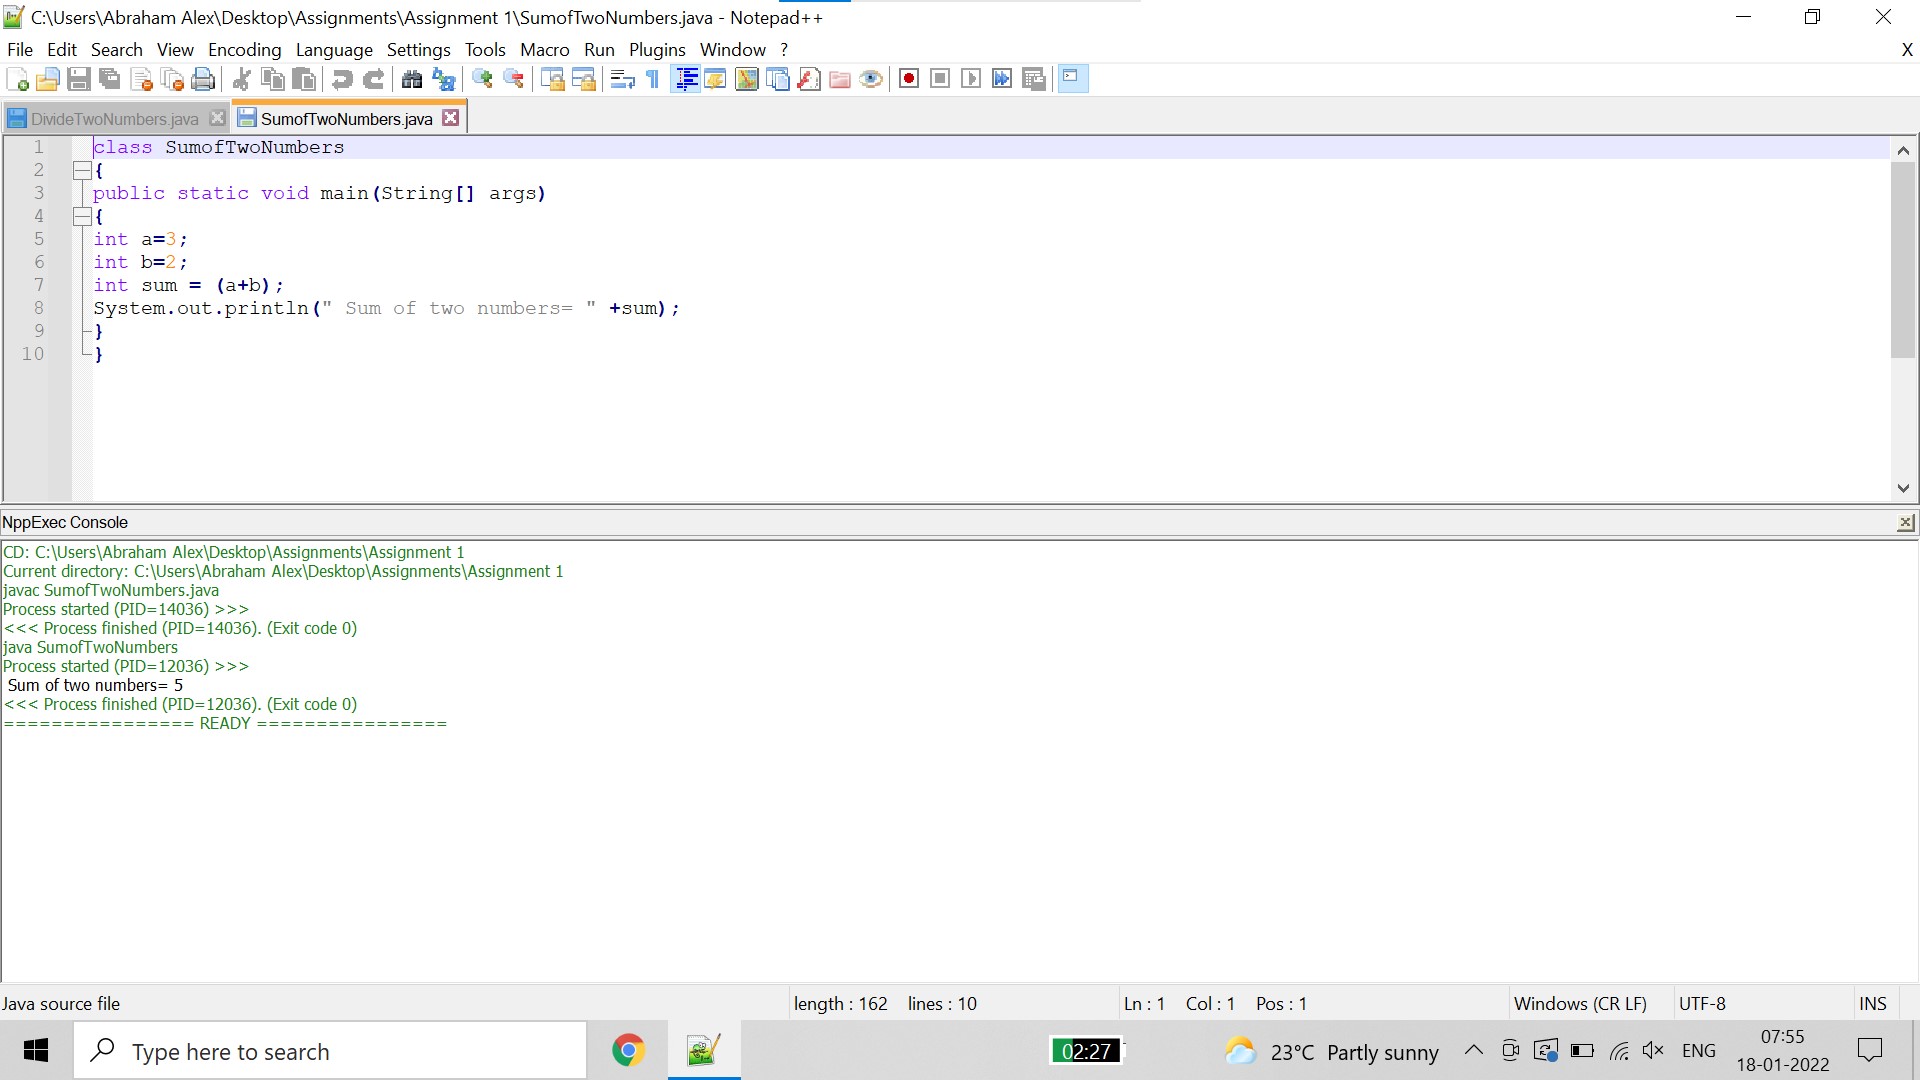 C:\Users\Abraham Alex\Desktop\Assignments\Assignment 1\SumofTwoNumbers.java - Notepad++
File Edit Search View Encoding Language Settings Tools Macro Run Plugins Window ? X
DivideTwoNumbers.java SumofTwoNumbers.java
1 class SumofTwoNumbers
2 {
3 public static void main(String[] args)
4 {
5 int a=3;
6 int b=2;
7 int sum = (a+b);
8 System.out.println(" Sum of two numbers= " +sum);
9 }
10 }
NppExec Console
CD: C:\Users\Abraham Alex\Desktop\Assignments\Assignment 1
Current directory: C:\Users\Abraham Alex\Desktop\Assignments\Assignment 1
javac SumofTwoNumbers.java
Process started (PID=14036) >>>
<<< Process finished (PID=14036). (Exit code 0)
java SumofTwoNumbers
Process started (PID=12036) >>>
Sum of two numbers= 5
<<< Process finished (PID=12036). (Exit code 0)
================ READY ================
Java source file length : 162 lines : 10 Ln : 1 Col : 1 Pos : 1 Windows (CR LF) UTF-8 INS
Type here to search 02:27 23°C Partly sunny ENG 07:55
18-01-2022